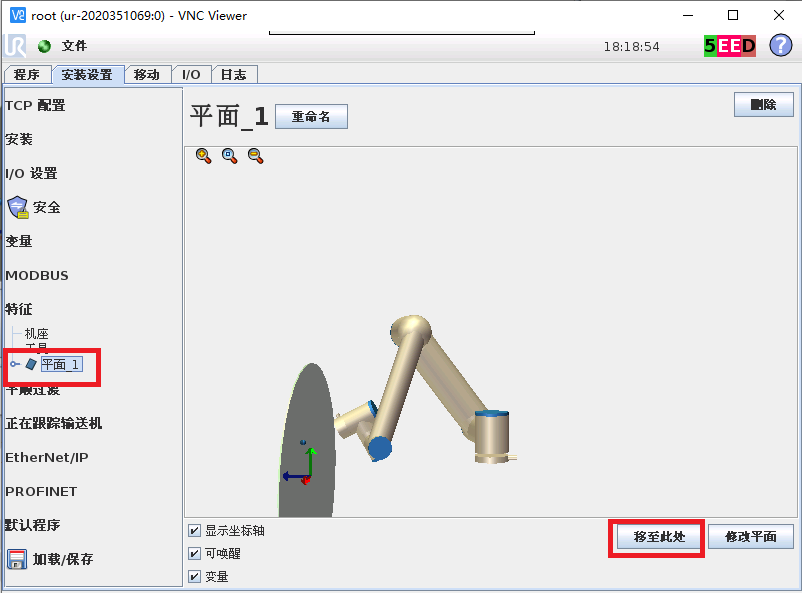 root (ur-2020351069:0) - VNC Viewer
文件
18:18:54
5EED
?
程序 安装设置 移动 I/O 日志
TCP 配置
安装
I/O 设置
安全
变量
MODBUS
特征
机座
工具
平面_1
平顺过渡
正在跟踪输送机
EtherNet/IP
PROFINET
默认程序
加载/保存
平面_1
重命名
删除
显示坐标轴
可唤醒
变量
移至此处
修改平面